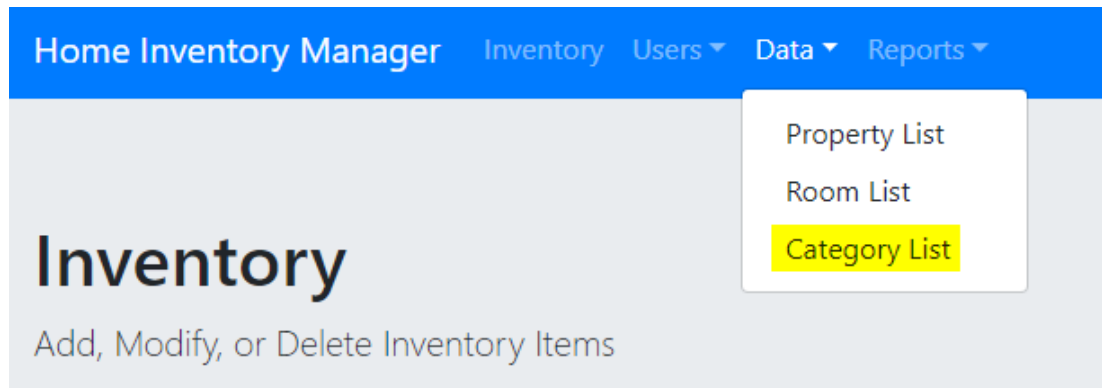 Home Inventory Manager Inventory Users Data Reports
Property List
Room List
Category List
Inventory
Add, Modify, or Delete Inventory Items